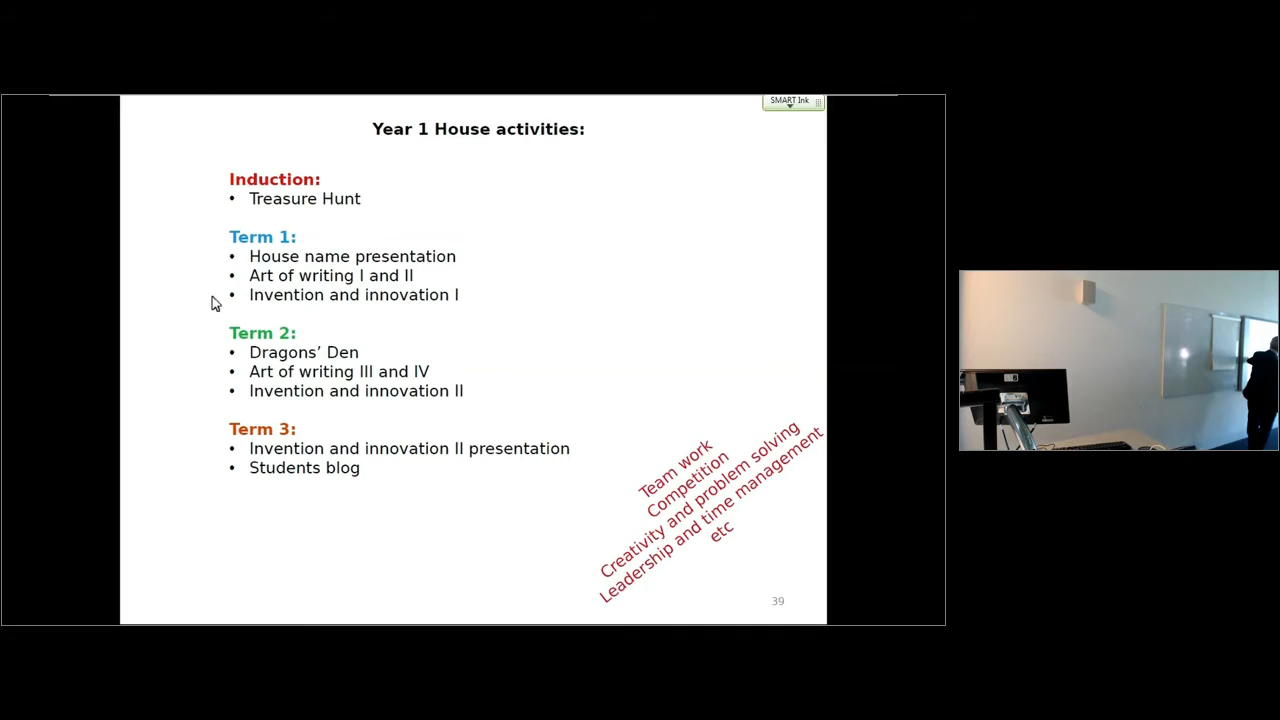 SMART Ink
Year 1 House activities:
Induction:
• Treasure Hunt
Term 1:
• House name presentation
• Art of writing I and II
• Invention and innovation I
Term 2:
• Dragons’ Den
• Art of writing III and IV
• Invention and innovation II
Term 3:
• Invention and innovation II presentation
• Students blog
Team work
Competition
Creativity and problem solving
Leadership and time management
etc
39